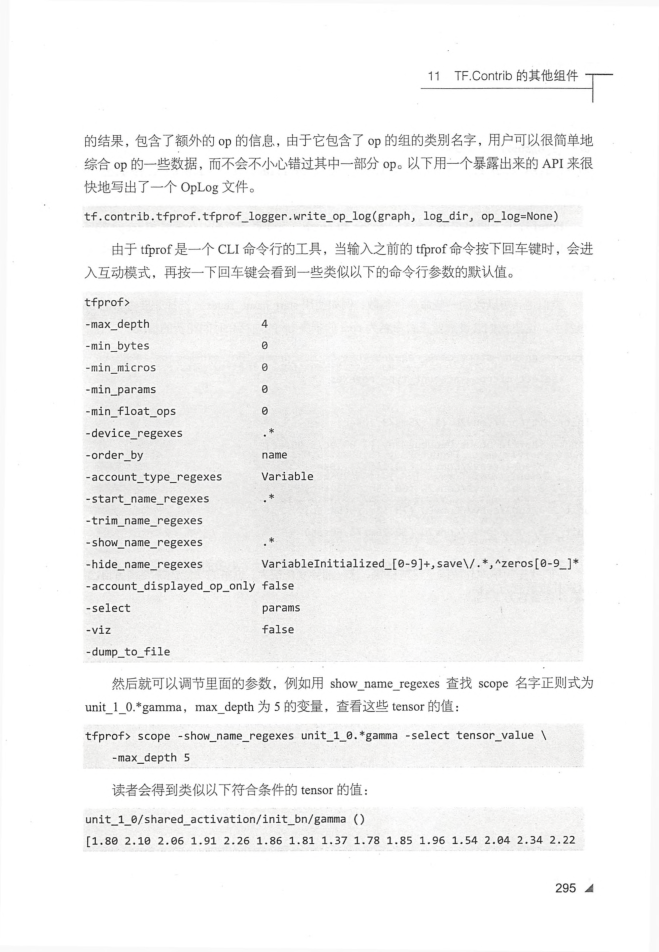 11 TF.Contrib 的其他组件
的结果，包含了额外的 op 的信息，由于它包含了 op 的组的类别名字，用户可以很简单地
综合 op 的一些数据，而不会不小心错过其中一部分 op。以下用一个暴露出来的 API 来很
快地写出了一个 OpLog 文件。
tf.contrib.tfprof.tfprof_logger.write_op_log(graph, log_dir, op_log=None)
由于 tfprof 是一个 CLI 命令行的工具，当输入之前的 tfprof 命令按下回车键时，会进
入互动模式，再按一下回车键会看到一些类似以下的命令行参数的默认值。
tfprof>
-max_depth 4
-min_bytes 0
-min_micros 0
-min_params 0
-min_float_ops 0
-device_regexes .*
-order_by name
-account_type_regexes Variable
-start_name_regexes .*
-trim_name_regexes
-show_name_regexes .*
-hide_name_regexes VariableInitialized_[0-9]+,save\/.*,^zeros[0-9_]*
-account_displayed_op_only false
-select params
-viz false
-dump_to_file
然后就可以调节里面的参数，例如用 show_name_regexes 查找 scope 名字正则式为
unit_1_0.*gamma，max_depth 为 5 的变量，查看这些 tensor 的值：
tfprof> scope -show_name_regexes unit_1_0.*gamma -select tensor_value \
-max_depth 5
读者会得到类似以下符合条件的 tensor 的值：
unit_1_0/shared_activation/init_bn/gamma ()
[1.80 2.10 2.06 1.91 2.26 1.86 1.81 1.37 1.78 1.85 1.96 1.54 2.04 2.34 2.22
295